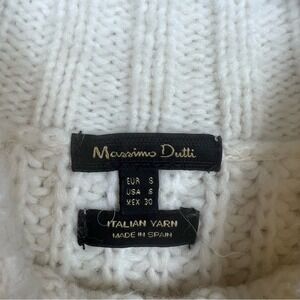 Massimo Dutti
EUR S
USA S
MEX 30
ITALIAN YARN
MADE IN SPAIN